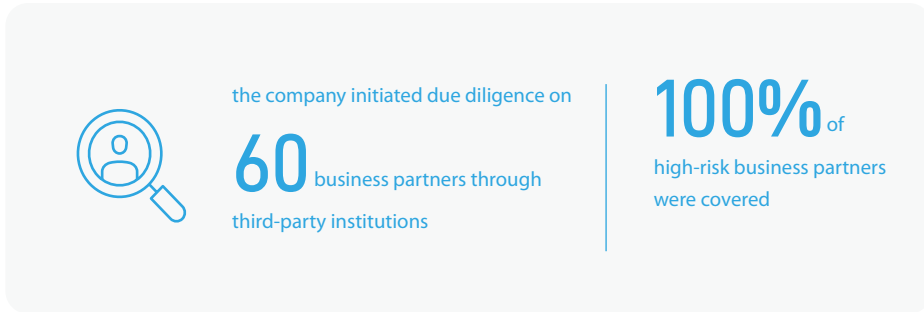 the company initiated due diligence on
60 business partners through
third-party institutions
100% of
high-risk business partners
were covered